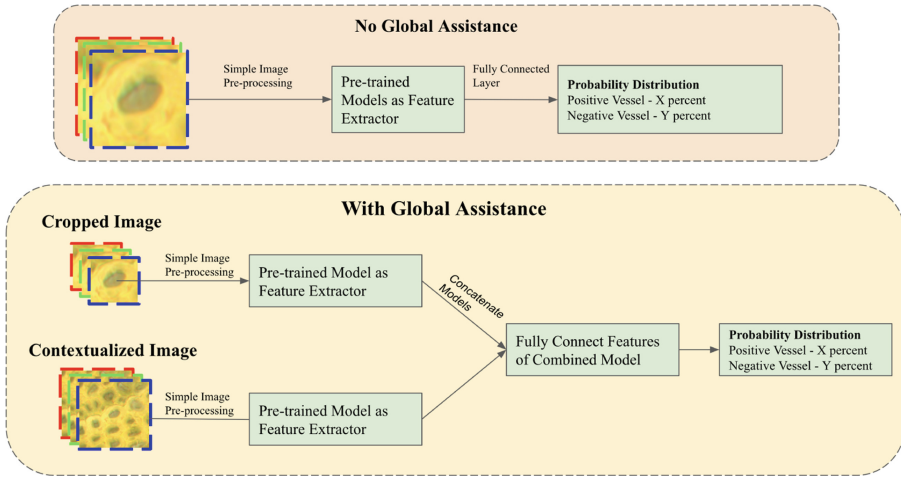 No Global Assistance
Simple Image
Pre-processing
Pre-trained
Models as Feature
Extractor
Fully Connected
Layer
Probability Distribution
Positive Vessel - X percent
Negative Vessel - Y percent
With Global Assistance
Cropped Image
Simple Image
Pre-processing
Pre-trained Model as
Feature Extractor
Concatenate
Models
Contextualized Image
Simple Image
Pre-processing
Pre-trained Model as
Feature Extractor
Fully Connect Features
of Combined Model
Probability Distribution
Positive Vessel - X percent
Negative Vessel - Y percent